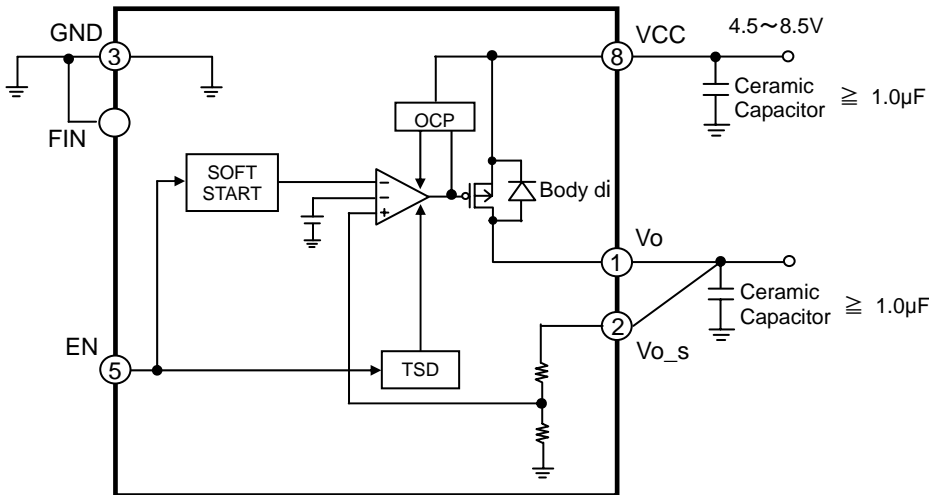 GND
3
FIN
VCC
8
4.5～8.5V
Ceramic
Capacitor ≧ 1.0µF
OCP
SOFT
START
−
−
+
Body di
Vo
1
Ceramic
Capacitor ≧ 1.0µF
2
Vo_s
EN
5
TSD